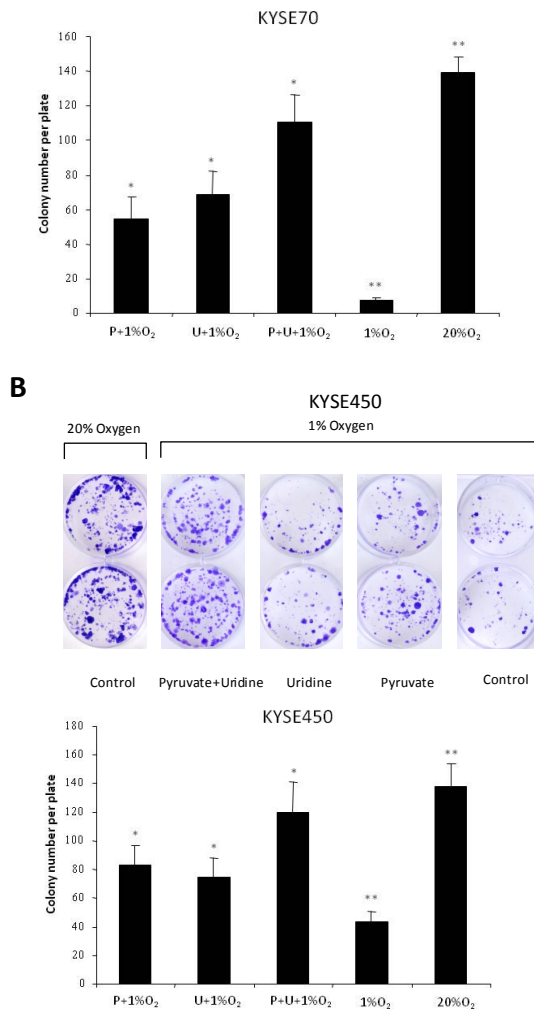 KYSE70
Colony number per plate
160
140
120
100
80
60
40
20
0
* * * ** **
P+1%O₂ U+1%O₂ P+U+1%O₂ 1%O₂ 20%O₂
B
KYSE450
20% Oxygen 1% Oxygen
Control Pyruvate+Uridine Uridine Pyruvate Control
KYSE450
Colony number per plate
180
160
140
120
100
80
60
40
20
0
* * * ** **
P+1%O₂ U+1%O₂ P+U+1%O₂ 1%O₂ 20%O₂